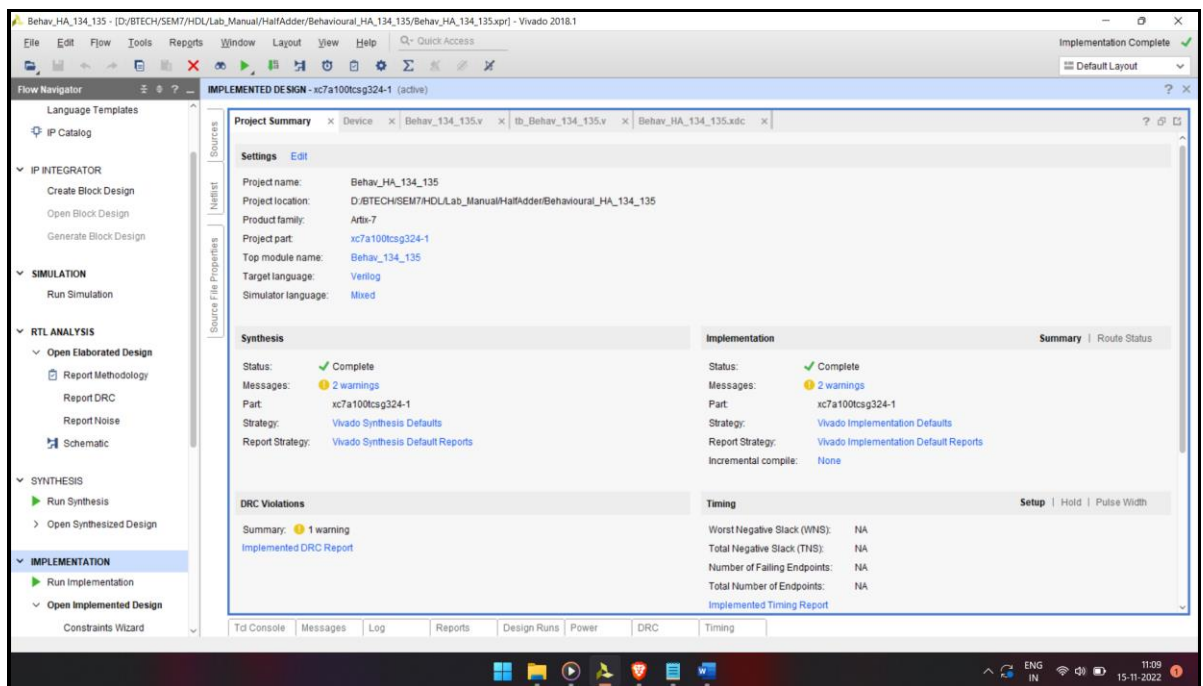 Behav_HA_134_135 - [D:/BTECH/SEM7/HDL/Lab_Manual/HalfAdder/Behavioural_HA_134_135/Behav_HA_134_135.xpr] - Vivado 2018.1
File Edit Flow Tools Reports Window Layout View Help Quick Access
Implementation Complete
Default Layout
Flow Navigator
IMPLEMENTED DESIGN - xc7a100tcsg324-1 (active)
Language Templates
IP Catalog
IP INTEGRATOR
Create Block Design
Open Block Design
Generate Block Design
SIMULATION
Run Simulation
RTL ANALYSIS
Open Elaborated Design
Report Methodology
Report DRC
Report Noise
Schematic
SYNTHESIS
Run Synthesis
Open Synthesized Design
IMPLEMENTATION
Run Implementation
Open Implemented Design
Constraints Wizard
Sources
Netlist
Source File Properties
Project Summary Device Behav_134_135.v tb_Behav_134_135.v Behav_HA_134_135.xdc
Settings Edit
Project name: Behav_HA_134_135
Project location: D:/BTECH/SEM7/HDL/Lab_Manual/HalfAdder/Behavioural_HA_134_135
Product family: Artix-7
Project part: xc7a100tcsg324-1
Top module name: Behav_134_135
Target language: Verilog
Simulator language: Mixed
Synthesis
Status: Complete
Messages: 2 warnings
Part: xc7a100tcsg324-1
Strategy: Vivado Synthesis Defaults
Report Strategy: Vivado Synthesis Default Reports
Implementation Summary | Route Status
Status: Complete
Messages: 2 warnings
Part: xc7a100tcsg324-1
Strategy: Vivado Implementation Defaults
Report Strategy: Vivado Implementation Default Reports
Incremental compile: None
DRC Violations
Summary: 1 warning
Implemented DRC Report
Timing Setup | Hold | Pulse Width
Worst Negative Slack (WNS): NA
Total Negative Slack (TNS): NA
Number of Failing Endpoints: NA
Total Number of Endpoints: NA
Implemented Timing Report
Tcl Console Messages Log Reports Design Runs Power DRC Timing
ENG
IN
11:09
15-11-2022
1